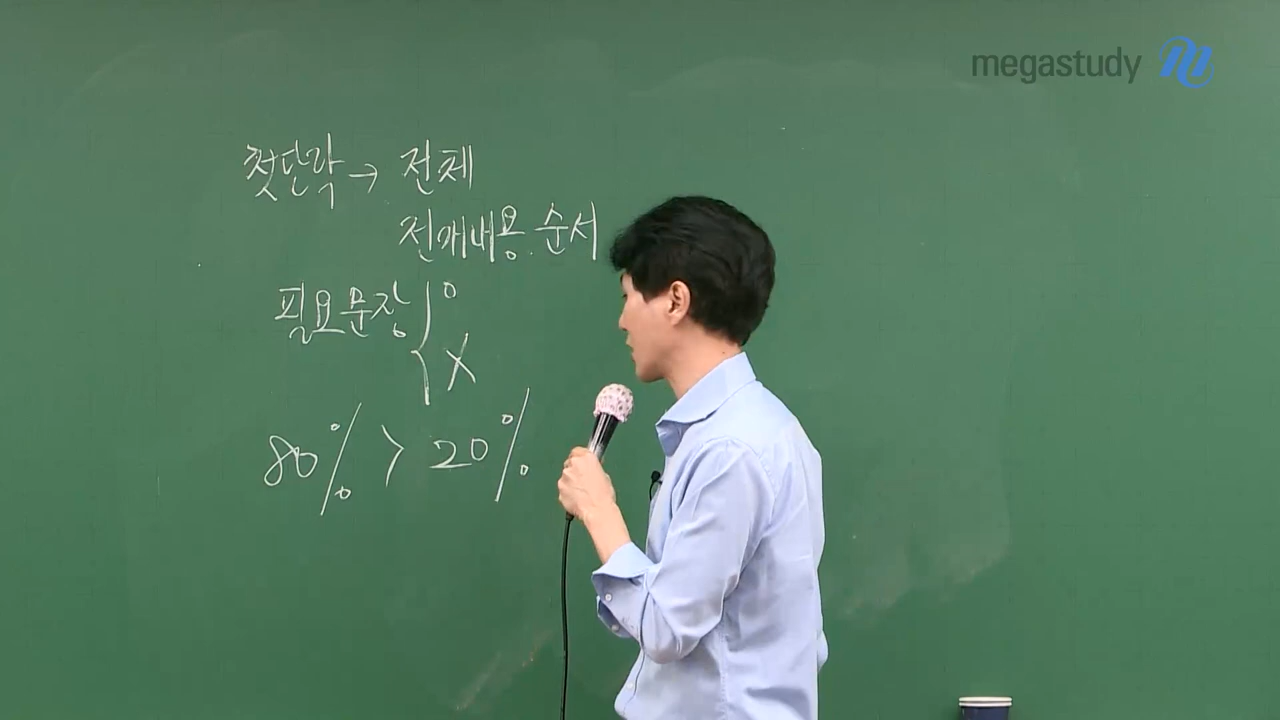 megastudy
첫단락 → 전체
전개내용. 순서
필요문장 { o
X
80% > 20%